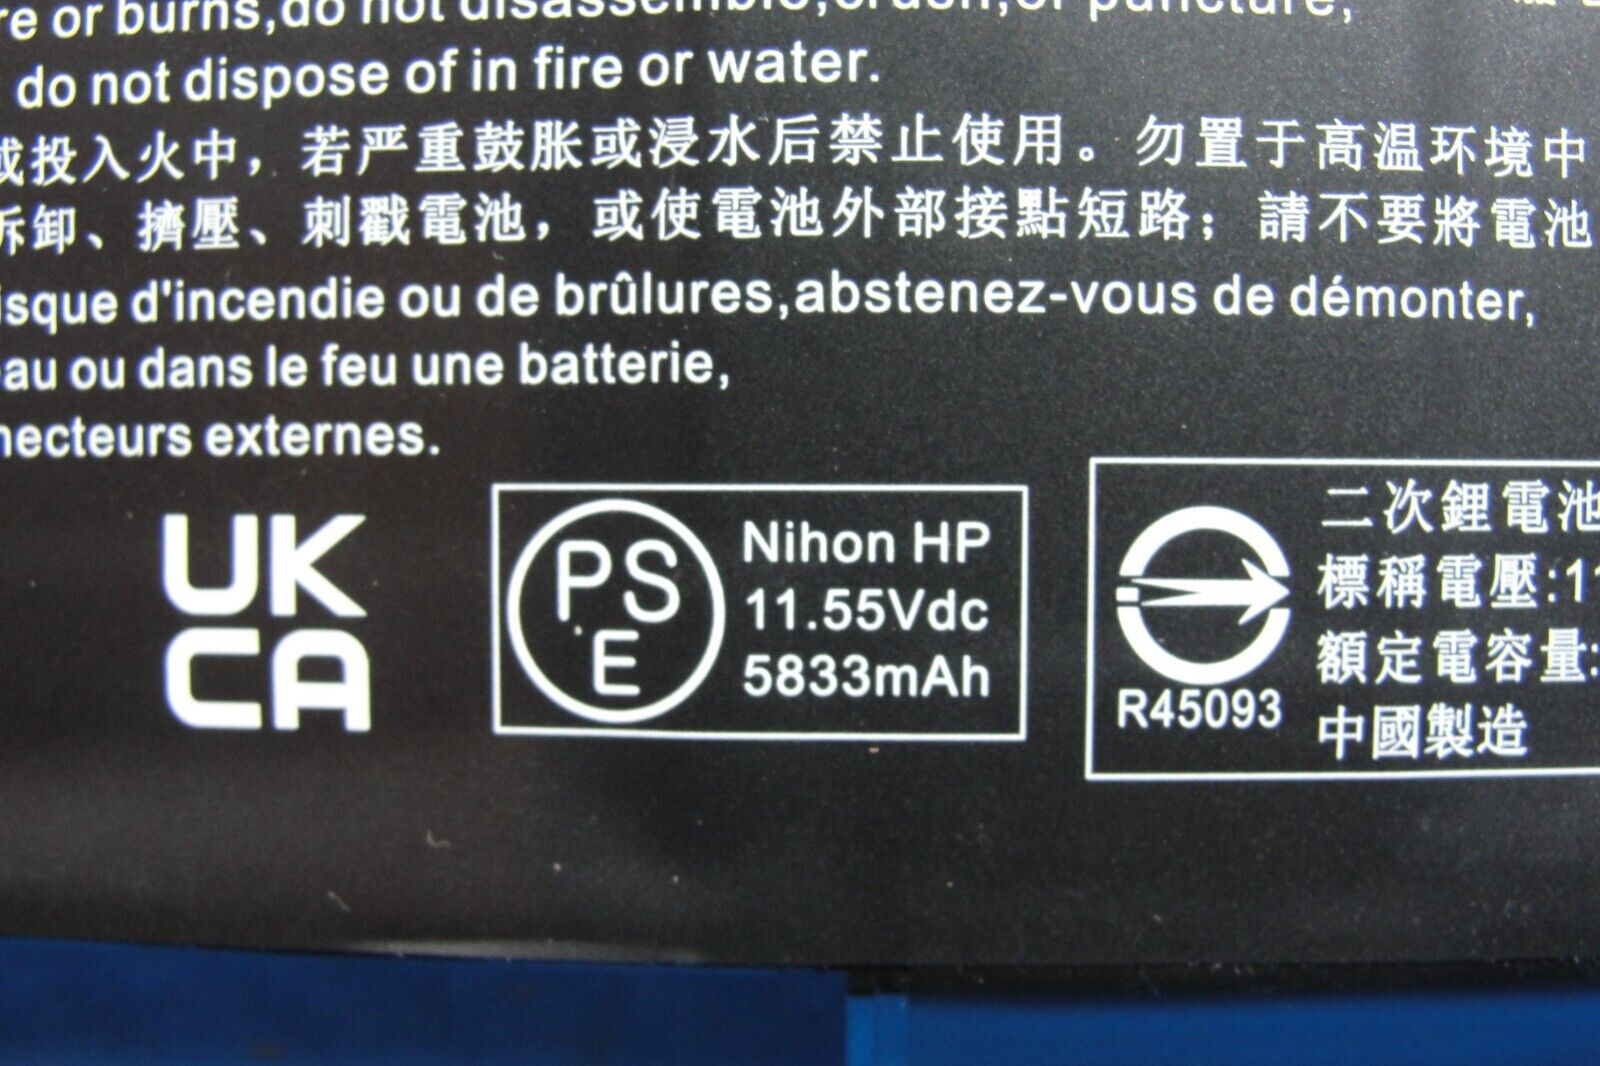 re or burns,do not disassemble,crush,or puncture,
do not dispose of in fire or water.
或投入火中，若严重鼓胀或浸水后禁止使用。勿置于高温环境中
拆卸、擠壓、刺戳電池，或使電池外部接點短路；請不要將電池
isque d'incendie ou de brûlures,abstenez-vous de démonter,
eau ou dans le feu une batterie,
necteurs externes.
UK
CA
PS
E
Nihon HP
11.55Vdc
5833mAh
R45093
二次鋰電池
標稱電壓:11
額定電容量:
中國製造